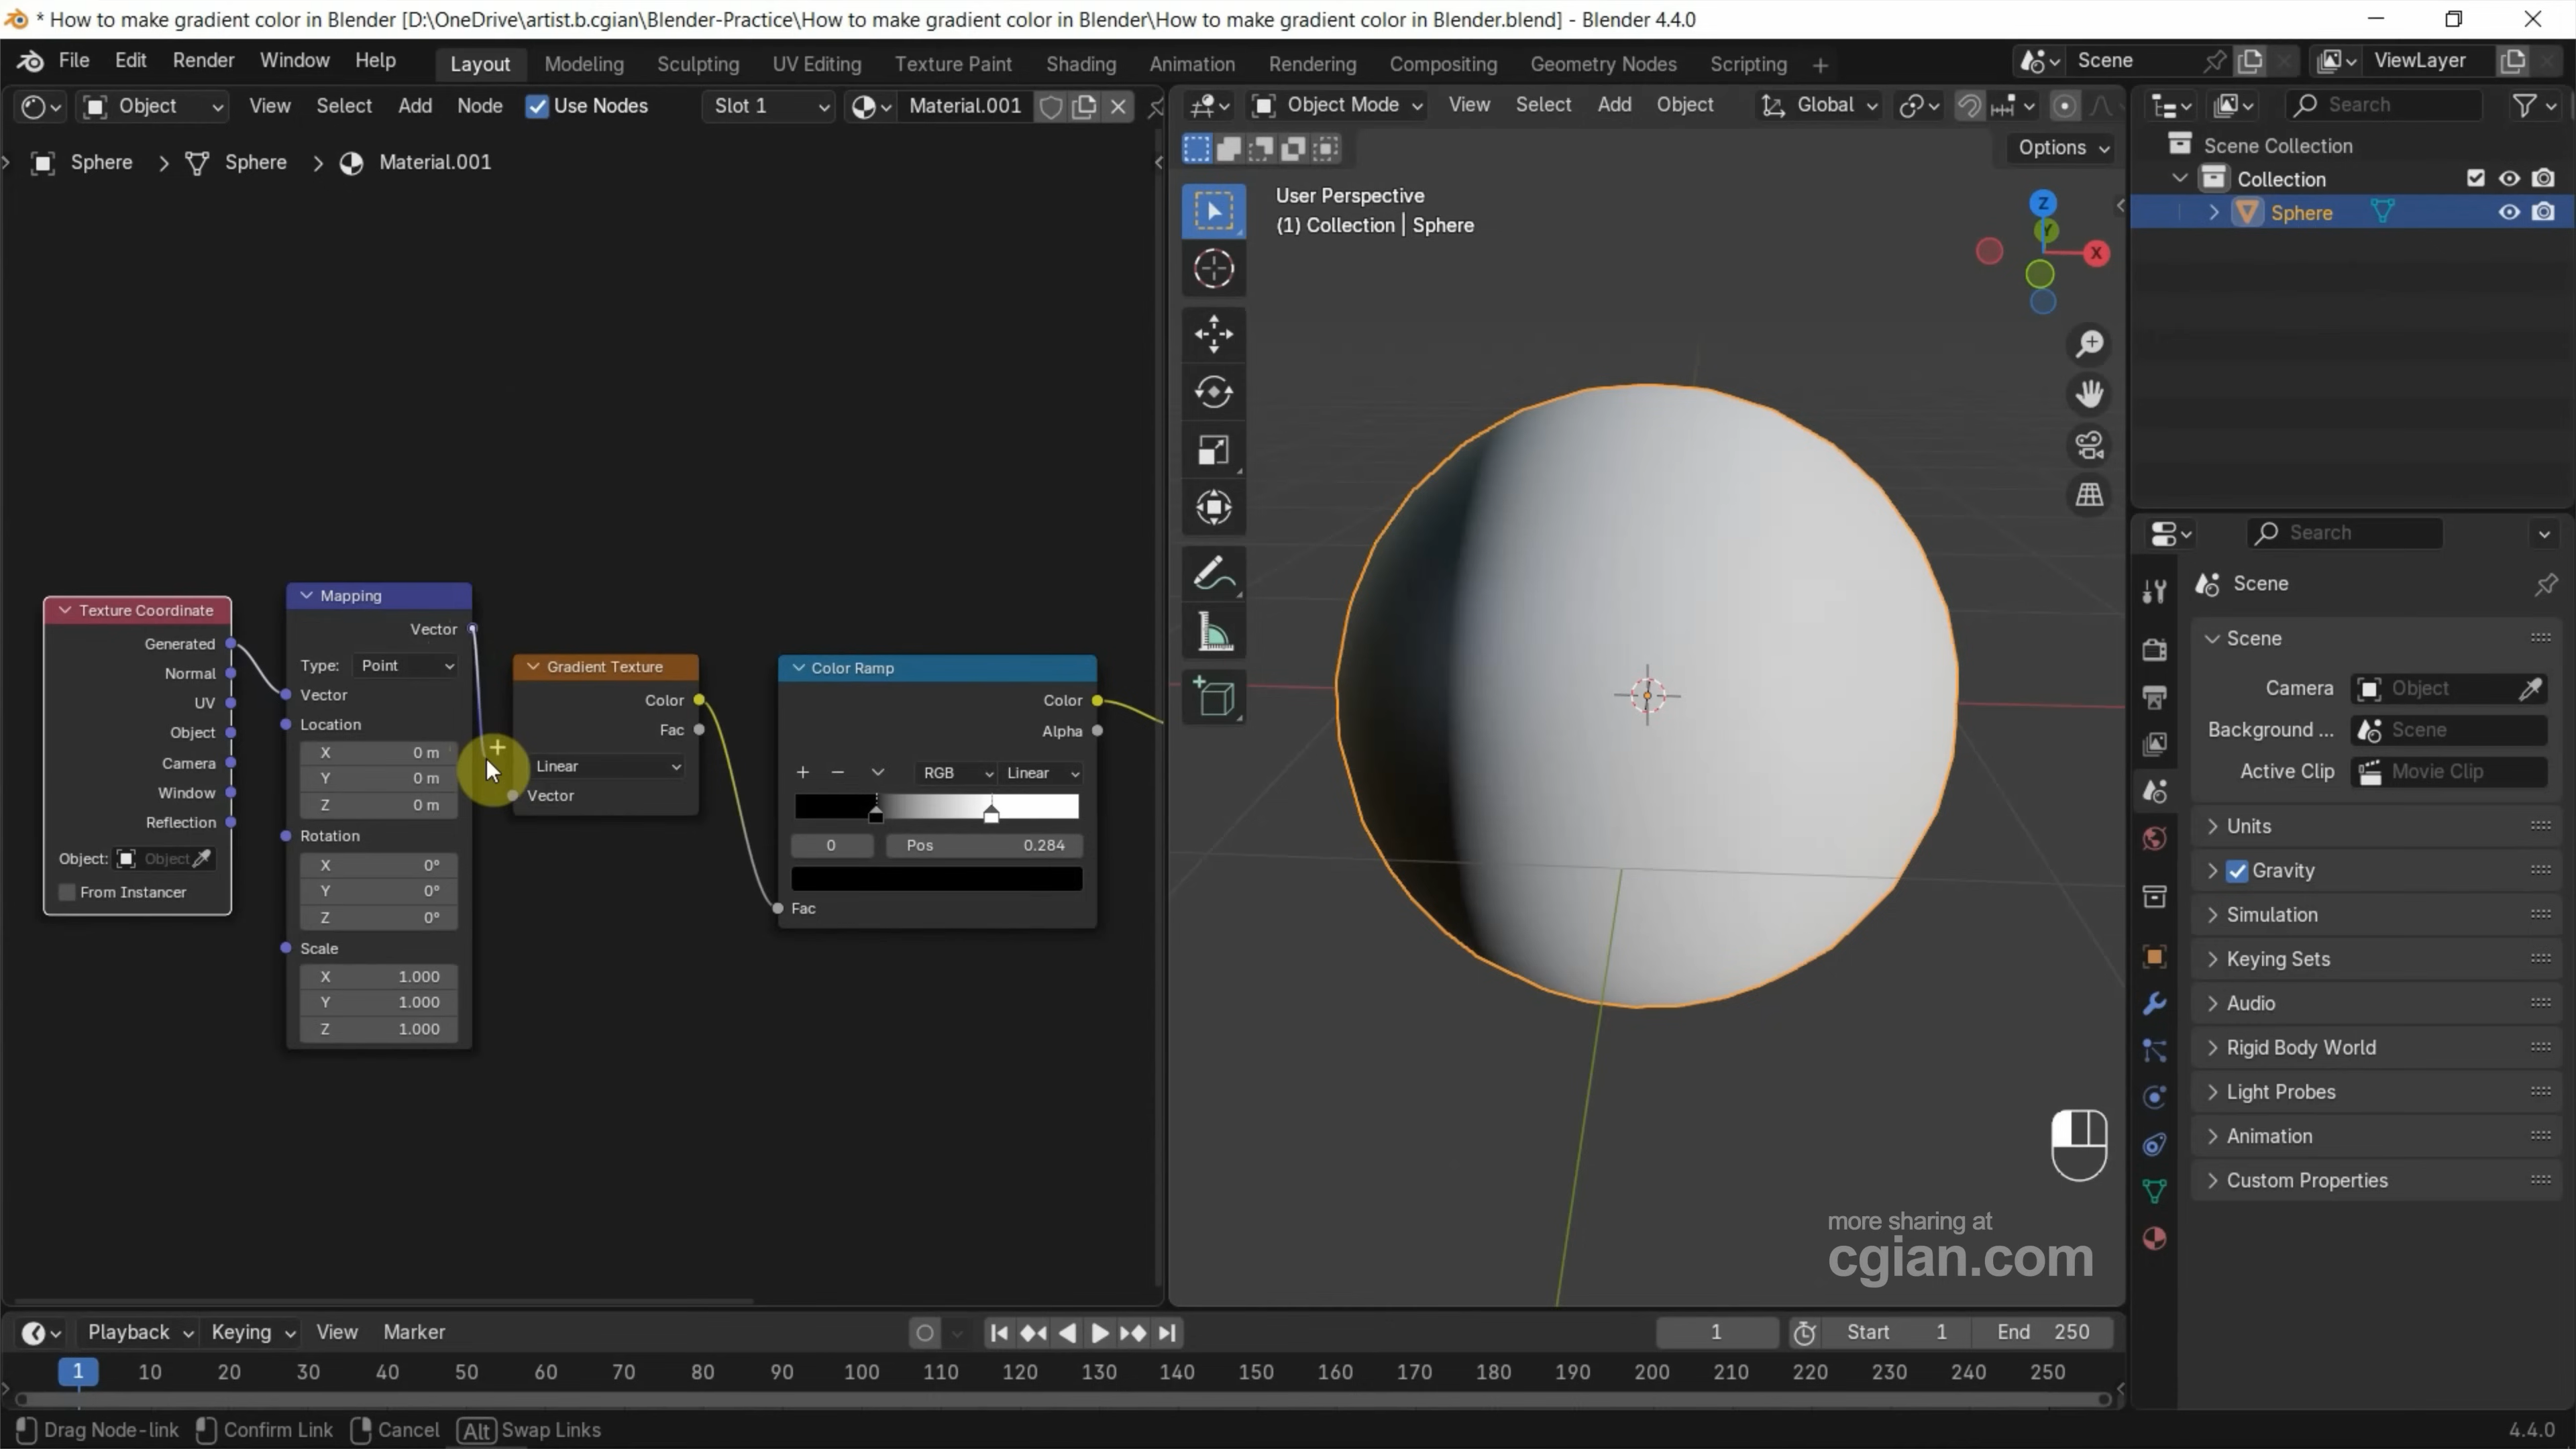 * How to make gradient color in Blender [D:\OneDrive\artist.b.cgian\Blender-Practice\How to make gradient color in Blender\How to make gradient color in Blender.blend] - Blender 4.4.0
File Edit Render Window Help Layout Modeling Sculpting UV Editing Texture Paint Shading Animation Rendering Compositing Geometry Nodes Scripting + Scene ViewLayer
Object View Select Add Node Use Nodes Slot 1 Material.001
Sphere > Sphere > Material.001
Texture Coordinate
Generated
Normal
UV
Object
Camera
Window
Reflection
Object: Object
From Instancer
Mapping
Vector
Type: Point
Vector
Location
X 0 m
Y 0 m
Z 0 m
Rotation
X 0°
Y 0°
Z 0°
Scale
X 1.000
Y 1.000
Z 1.000
Gradient Texture
Color
Fac
Linear
Vector
Color Ramp
Color
Alpha
RGB Linear
0 Pos 0.284
Fac
Object Mode View Select Add Object Global
Options
User Perspective
(1) Collection | Sphere
Z
Y
X
more sharing at
cgian.com
Search
Scene Collection
Collection
Sphere
Search
Scene
Scene
Camera Object
Background ... Scene
Active Clip Movie Clip
Units
Gravity
Simulation
Keying Sets
Audio
Rigid Body World
Light Probes
Animation
Custom Properties
Playback Keying View Marker 1 Start 1 End 250
1 10 20 30 40 50 60 70 80 90 100 110 120 130 140 150 160 170 180 190 200 210 220 230 240 250
Drag Node-link Confirm Link Cancel Alt Swap Links 4.4.0